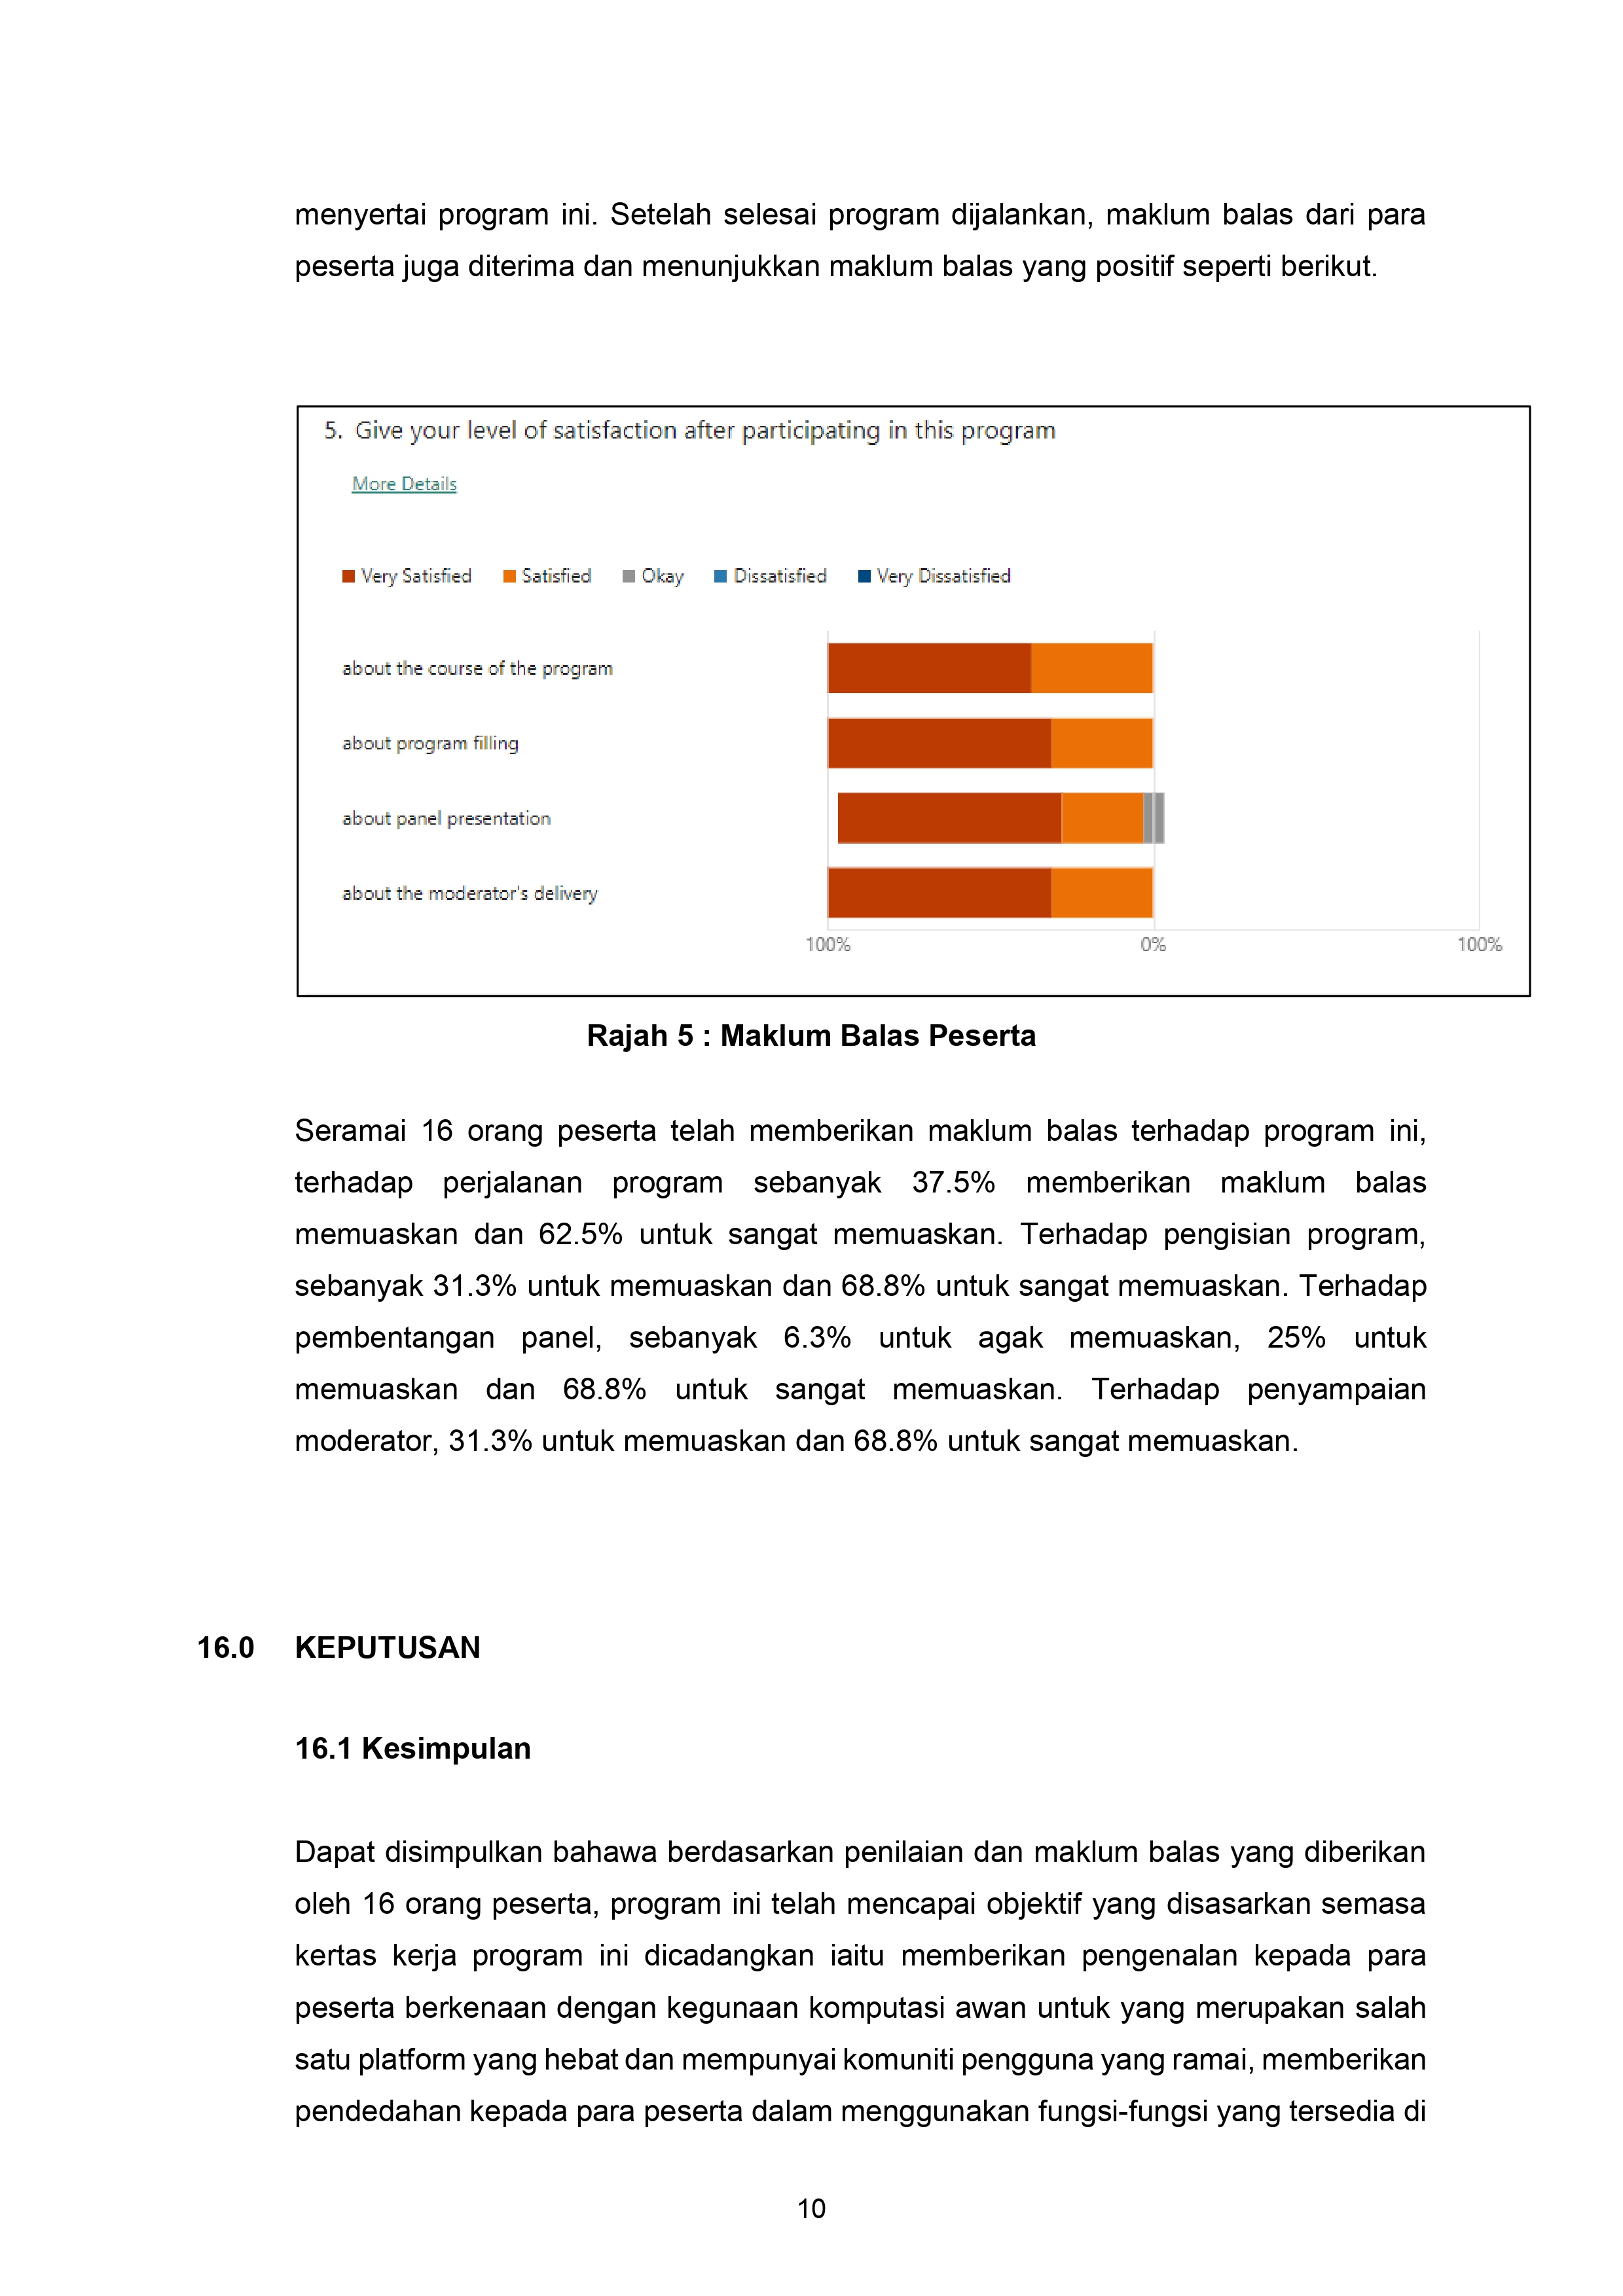 menyertai program ini. Setelah selesai program dijalankan, maklum balas dari para
peserta juga diterima dan menunjukkan maklum balas yang positif seperti berikut.
5. Give your level of satisfaction after participating in this program
More Details
Very Satisfied Satisfied Okay Dissatisfied Very Dissatisfied
about the course of the program
about program filling
about panel presentation
about the moderator's delivery
100% 0% 100%
Rajah 5 : Maklum Balas Peserta
Seramai 16 orang peserta telah memberikan maklum balas terhadap program ini,
terhadap perjalanan program sebanyak 37.5% memberikan maklum balas
memuaskan dan 62.5% untuk sangat memuaskan. Terhadap pengisian program,
sebanyak 31.3% untuk memuaskan dan 68.8% untuk sangat memuaskan. Terhadap
pembentangan panel, sebanyak 6.3% untuk agak memuaskan, 25% untuk
memuaskan dan 68.8% untuk sangat memuaskan. Terhadap penyampaian
moderator, 31.3% untuk memuaskan dan 68.8% untuk sangat memuaskan.
16.0 KEPUTUSAN
16.1 Kesimpulan
Dapat disimpulkan bahawa berdasarkan penilaian dan maklum balas yang diberikan
oleh 16 orang peserta, program ini telah mencapai objektif yang disasarkan semasa
kertas kerja program ini dicadangkan iaitu memberikan pengenalan kepada para
peserta berkenaan dengan kegunaan komputasi awan untuk yang merupakan salah
satu platform yang hebat dan mempunyai komuniti pengguna yang ramai, memberikan
pendedahan kepada para peserta dalam menggunakan fungsi-fungsi yang tersedia di
10